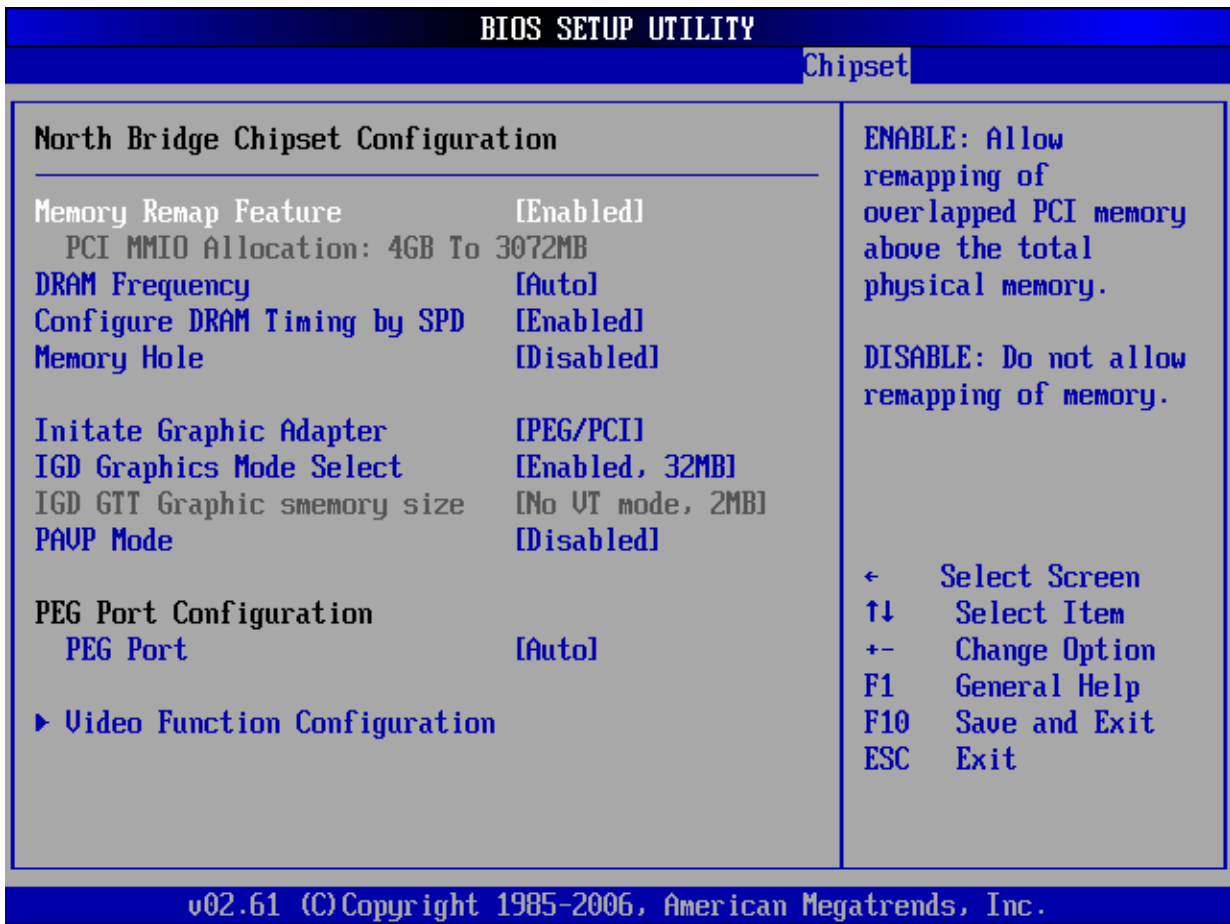 BIOS SETUP UTILITY
Chipset
North Bridge Chipset Configuration
Memory Remap Feature [Enabled]
PCI MMIO Allocation: 4GB To 3072MB
DRAM Frequency [Auto]
Configure DRAM Timing by SPD [Enabled]
Memory Hole [Disabled]
Initate Graphic Adapter [PEG/PCI]
IGD Graphics Mode Select [Enabled, 32MB]
IGD GTT Graphic smemory size [No VT mode, 2MB]
PAVP Mode [Disabled]
PEG Port Configuration
PEG Port [Auto]
▶ Video Function Configuration
ENABLE: Allow
remapping of
overlapped PCI memory
above the total
physical memory.
DISABLE: Do not allow
remapping of memory.
← Select Screen
↑↓ Select Item
+- Change Option
F1 General Help
F10 Save and Exit
ESC Exit
v02.61 (C)Copyright 1985-2006, American Megatrends, Inc.